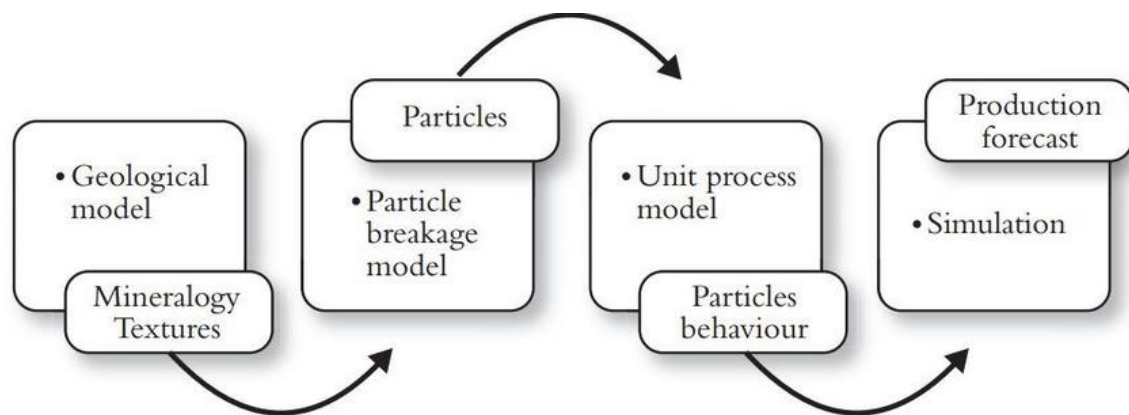 • Geological
model
Mineralogy
Textures
Particles
• Particle
breakage
model
• Unit process
model
Particles
behaviour
Production
forecast
• Simulation